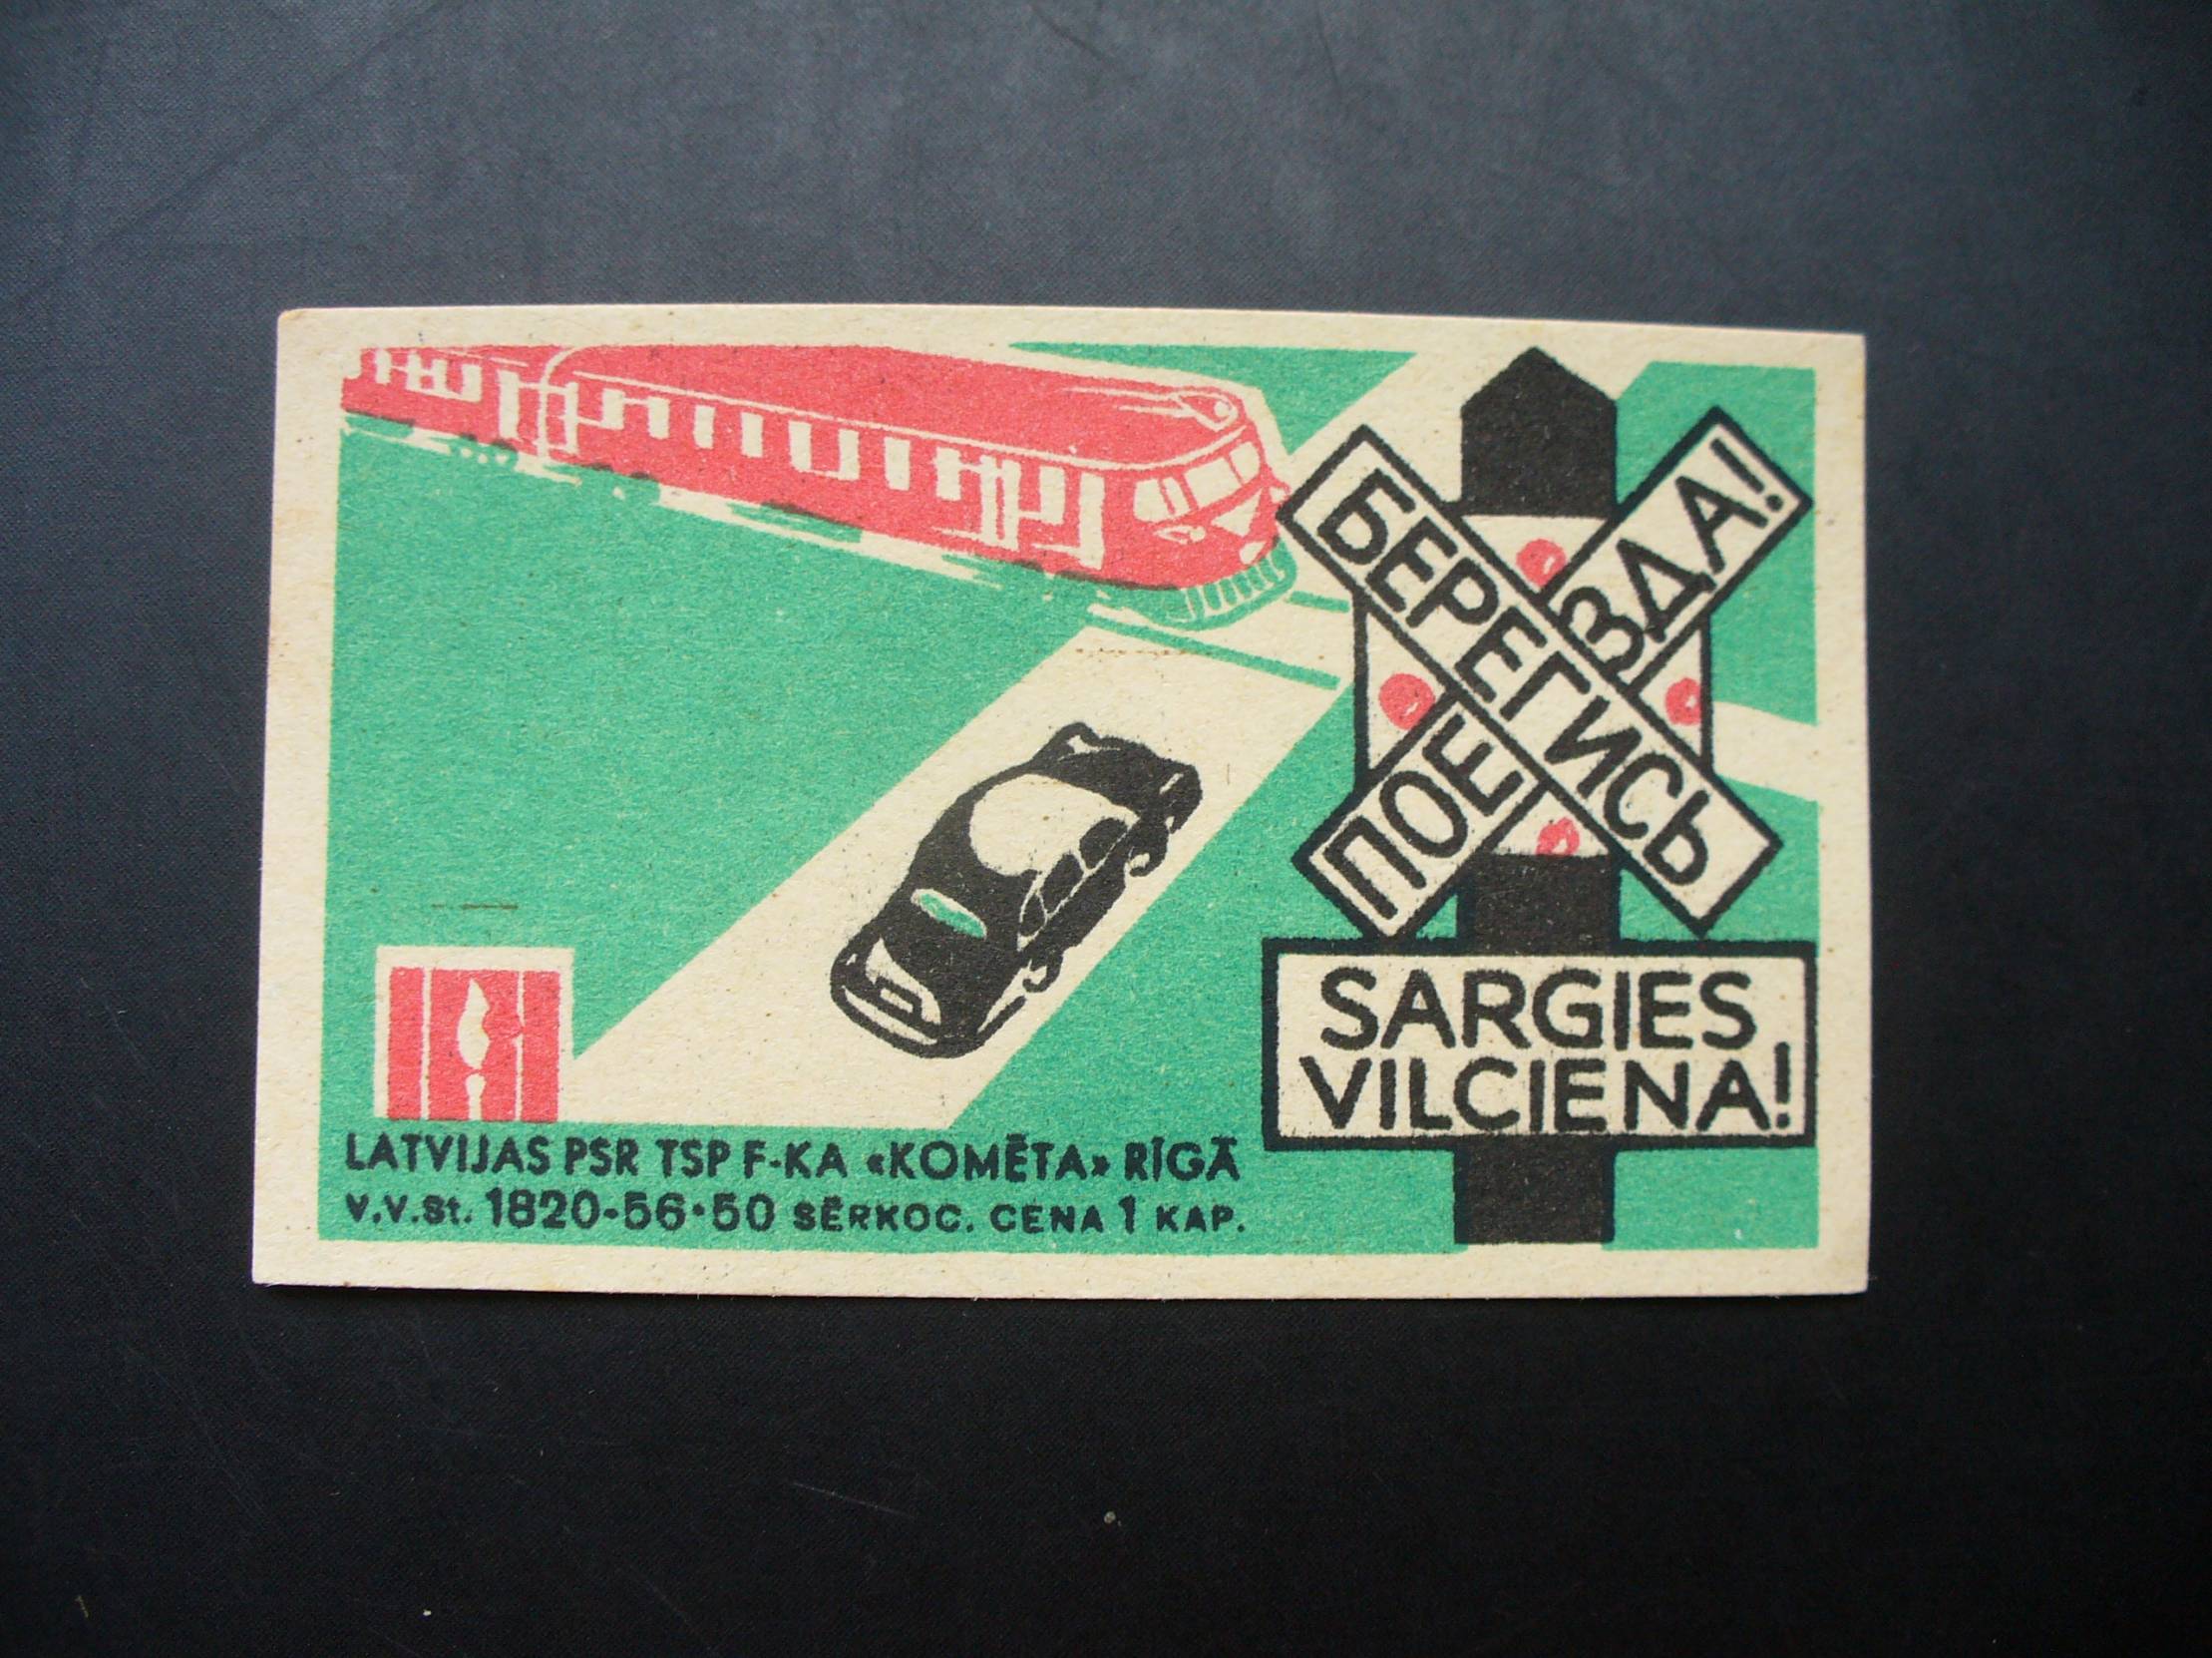 БЕРЕГИСЬ
ПОЕЗДА!
SARGIES
VILCIENA!
LATVIJAS PSR TSP F-KA «KOMĒTA» RĪGĀ
V.V.St. 1820-56·50 SĒRKOC. CENA 1 KAP.